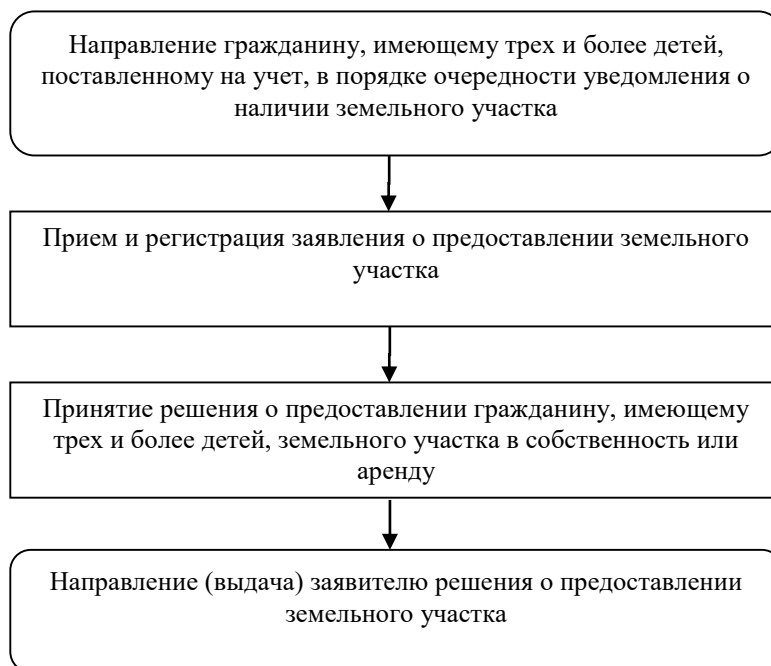 Направление гражданину, имеющему трех и более детей,
поставленному на учет, в порядке очередности уведомления о
наличии земельного участка
Прием и регистрация заявления о предоставлении земельного
участка
Принятие решения о предоставлении гражданину, имеющему
трех и более детей, земельного участка в собственность или
аренду
Направление (выдача) заявителю решения о предоставлении
земельного участка